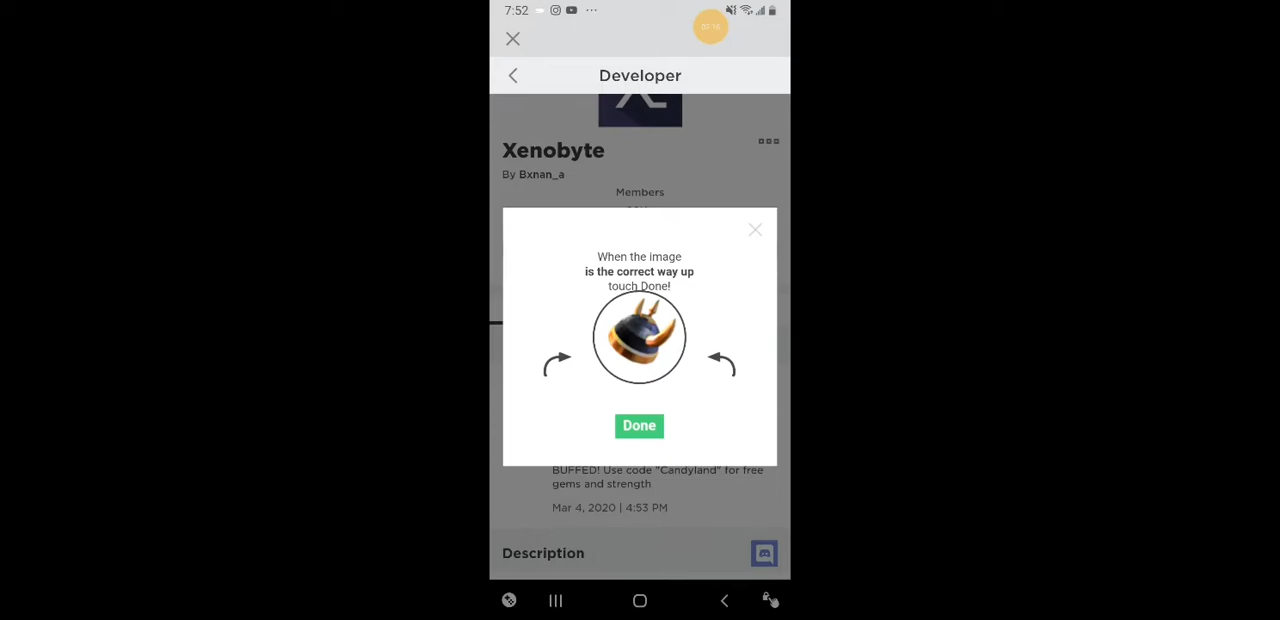 7:52
Developer
Xenobyte
By Bxnan_a
Members
When the image
is the correct way up
touch Done!
Done
BUFFED! Use code "Candyland" for free
gems and strength
Mar 4, 2020 | 4:53 PM
Description